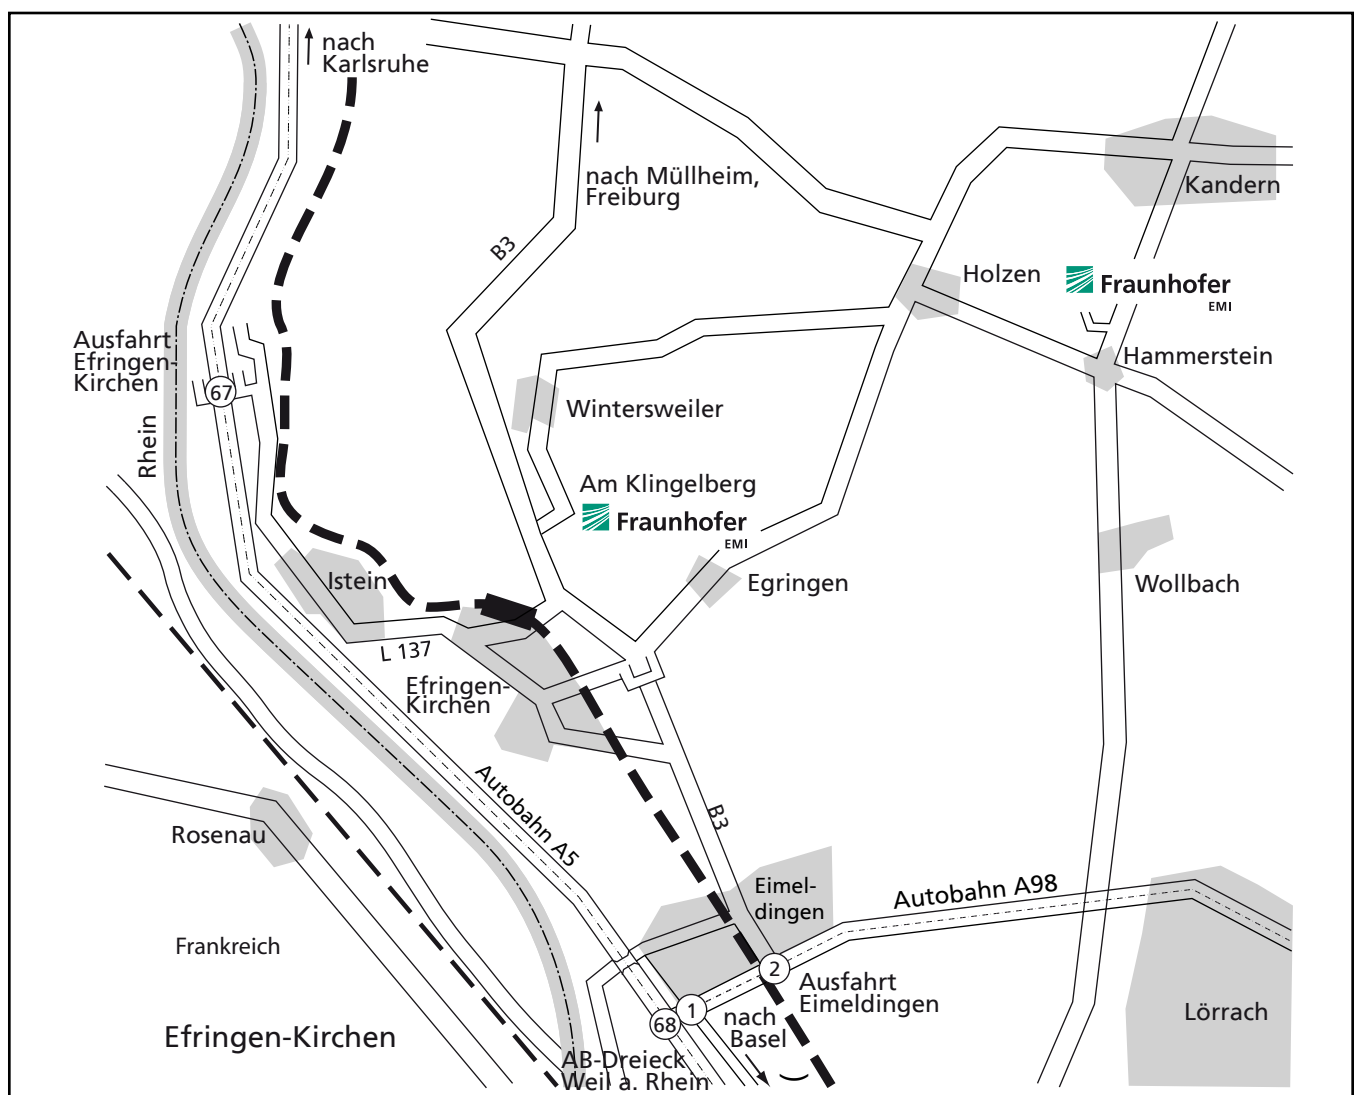 nach
Karlsruhe
nach Müllheim,
Freiburg
Kandern
B3
Holzen
Fraunhofer
EMI
Ausfahrt
Efringen-
Kirchen
67
Hammerstein
Rhein
Wintersweiler
Am Klingelberg
Fraunhofer
EMI
Istein
Egringen
Wollbach
L 137
Efringen-
Kirchen
Autobahn A5
B3
Rosenau
Eimel-
dingen
Autobahn A98
Frankreich
2
Ausfahrt
Eimeldingen
1
68
nach
Basel
Lörrach
Efringen-Kirchen
AB-Dreieck
Weil a. Rhein